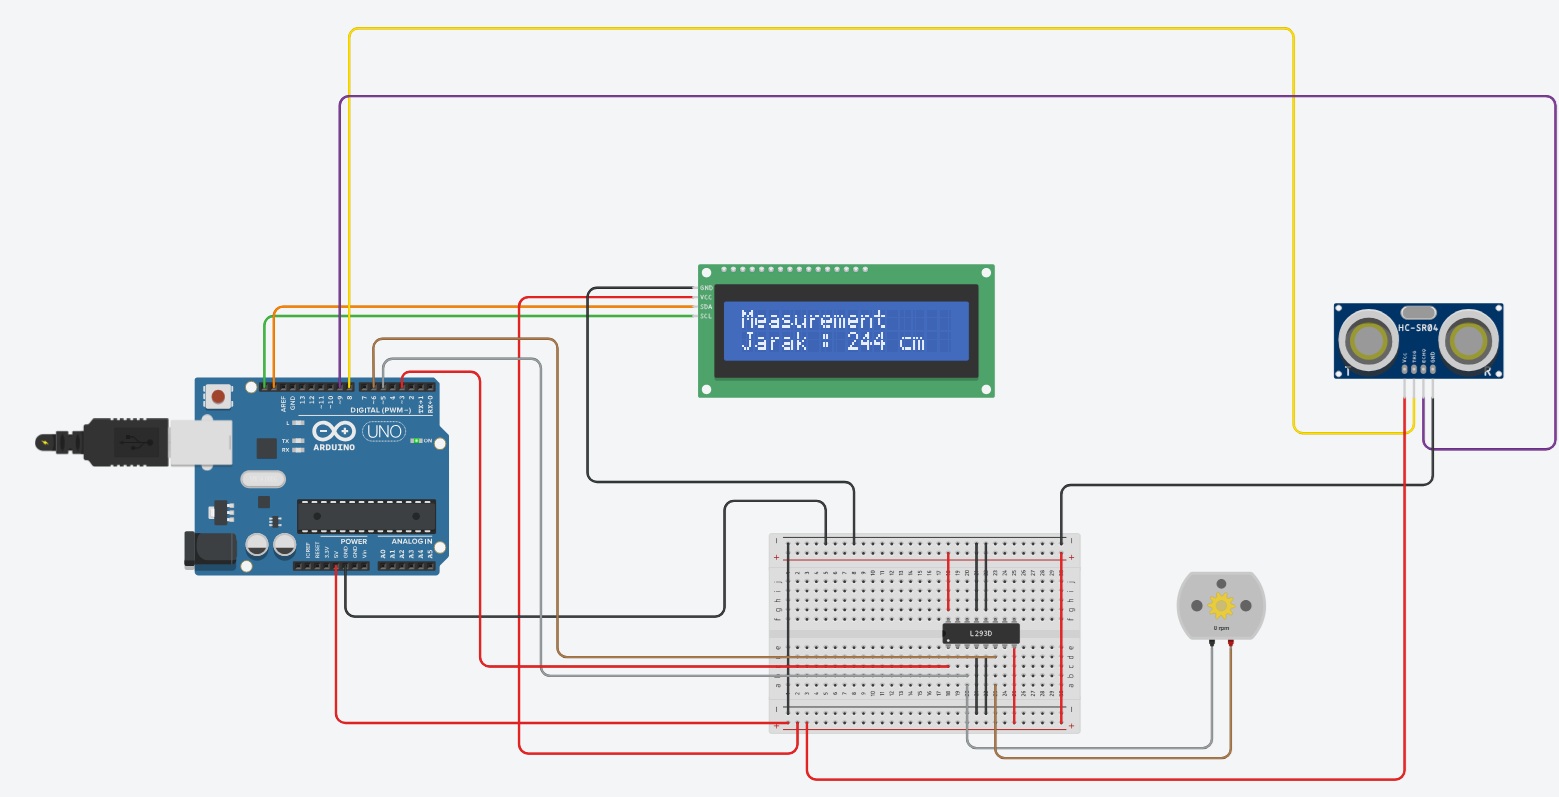 GND
VCC
SDA
SCL
Measurement
Jarak : 244 cm
HC-SR04
VCC
TRIG
ECHO
GND
T
R
AREF
GND
13
12
~11
~10
~9
8
7
~6
~5
4
~3
2
TX→1
RX←0
DIGITAL (PWM~)
L
TX
RX
UNO
ON
ARDUINO
POWER
ANALOG IN
IOREF
RESET
3.3V
5V
GND
GND
Vin
A0
A1
A2
A3
A4
A5
j
i
h
g
f
L293D
e
d
c
b
a
0 rpm